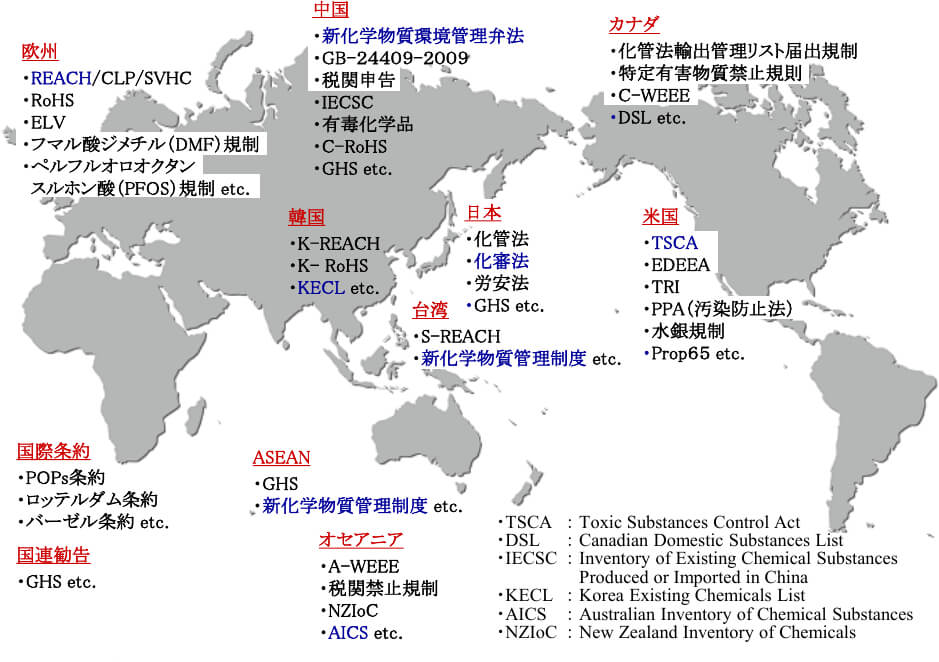 中国
・新化学物質環境管理弁法
・GB-24409-2009
・税関申告
・IECSC
・有毒化学品
・C-RoHS
・GHS etc.
カナダ
・化管法輸出管理リスト届出規制
・特定有害物質禁止規則
・C-WEEE
・DSL etc.
欧州
・REACH/CLP/SVHC
・RoHS
・ELV
・フマル酸ジメチル（DMF）規制
・ペルフルオロオクタン
スルホン酸（PFOS）規制 etc.
韓国
・K-REACH
・K- RoHS
・KECL etc.
日本
・化管法
・化審法
・労安法
・GHS etc.
米国
・TSCA
・EDEEA
・TRI
・PPA（汚染防止法）
・水銀規制
・Prop65 etc.
台湾
・S-REACH
・新化学物質管理制度 etc.
国際条約
・POPs条約
・ロッテルダム条約
・バーゼル条約 etc.
国連勧告
・GHS etc.
ASEAN
・GHS
・新化学物質管理制度 etc.
オセアニア
・A-WEEE
・税関禁止規制
・NZIoC
・AICS etc.
・TSCA : Toxic Substances Control Act
・DSL : Canadian Domestic Substances List
・IECSC : Inventory of Existing Chemical Substances
Produced or Imported in China
・KECL : Korea Existing Chemicals List
・AICS : Australian Inventory of Chemical Substances
・NZIoC : New Zealand Inventory of Chemicals